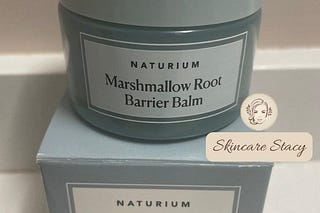 NATURIUM
Marshmallow Root
Barrier Balm
Skincare Stacy
NATURIUM